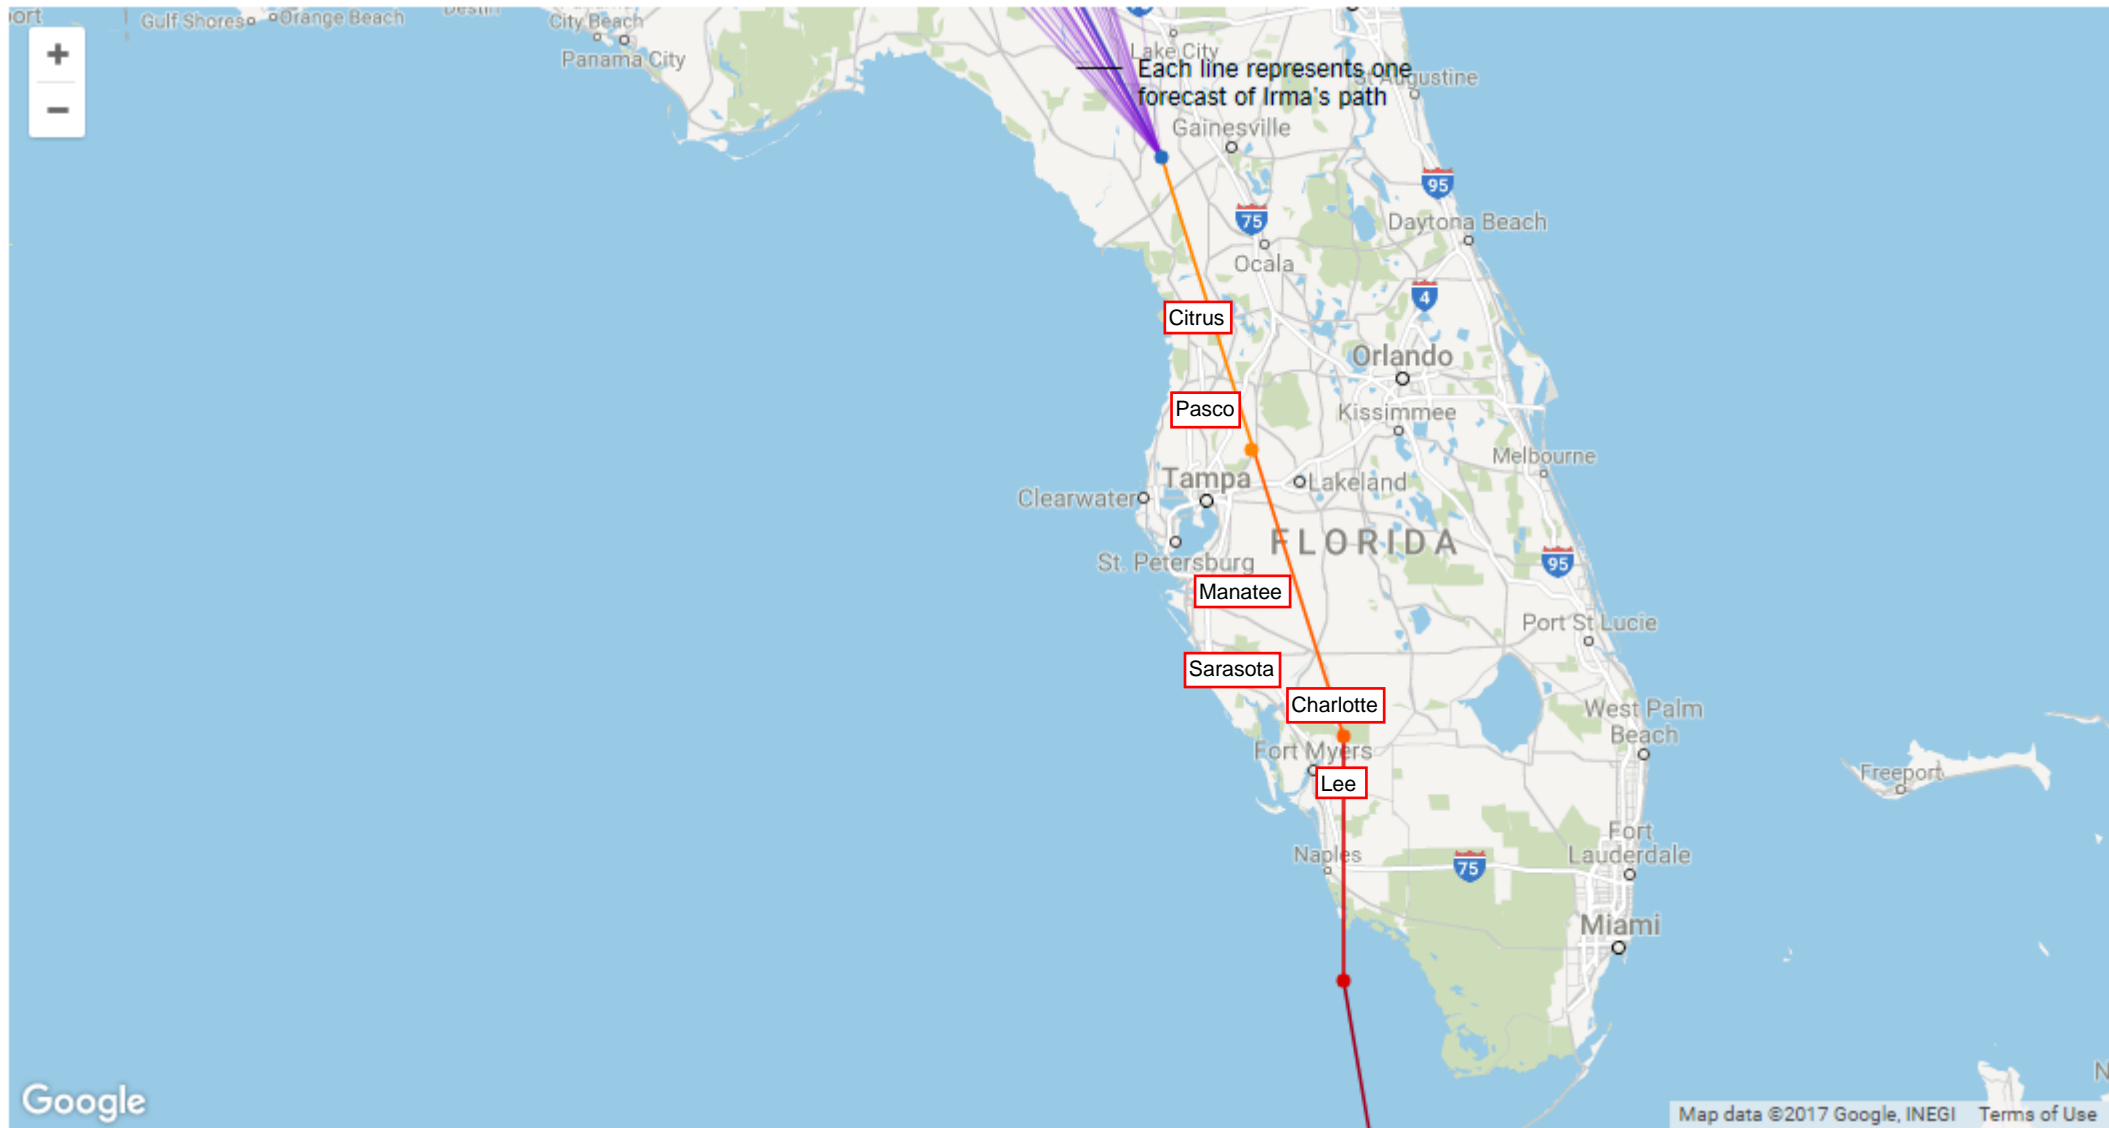 ort
Gulf Shores
Orange Beach
Destin
City Beach
Panama City
+
−
Lake City
Each line represents one
forecast of Irma's path
St Augustine
Gainesville
95
75
Daytona Beach
Ocala
4
Citrus
Orlando
Pasco
Kissimmee
Melbourne
Tampa
Lakeland
Clearwater
FLORIDA
St. Petersburg
95
Manatee
Port St Lucie
Sarasota
Charlotte
West Palm
Beach
Fort Myers
Freeport
Lee
Fort
Lauderdale
Naples
75
Miami
N
Google
Map data ©2017 Google, INEGI
Terms of Use